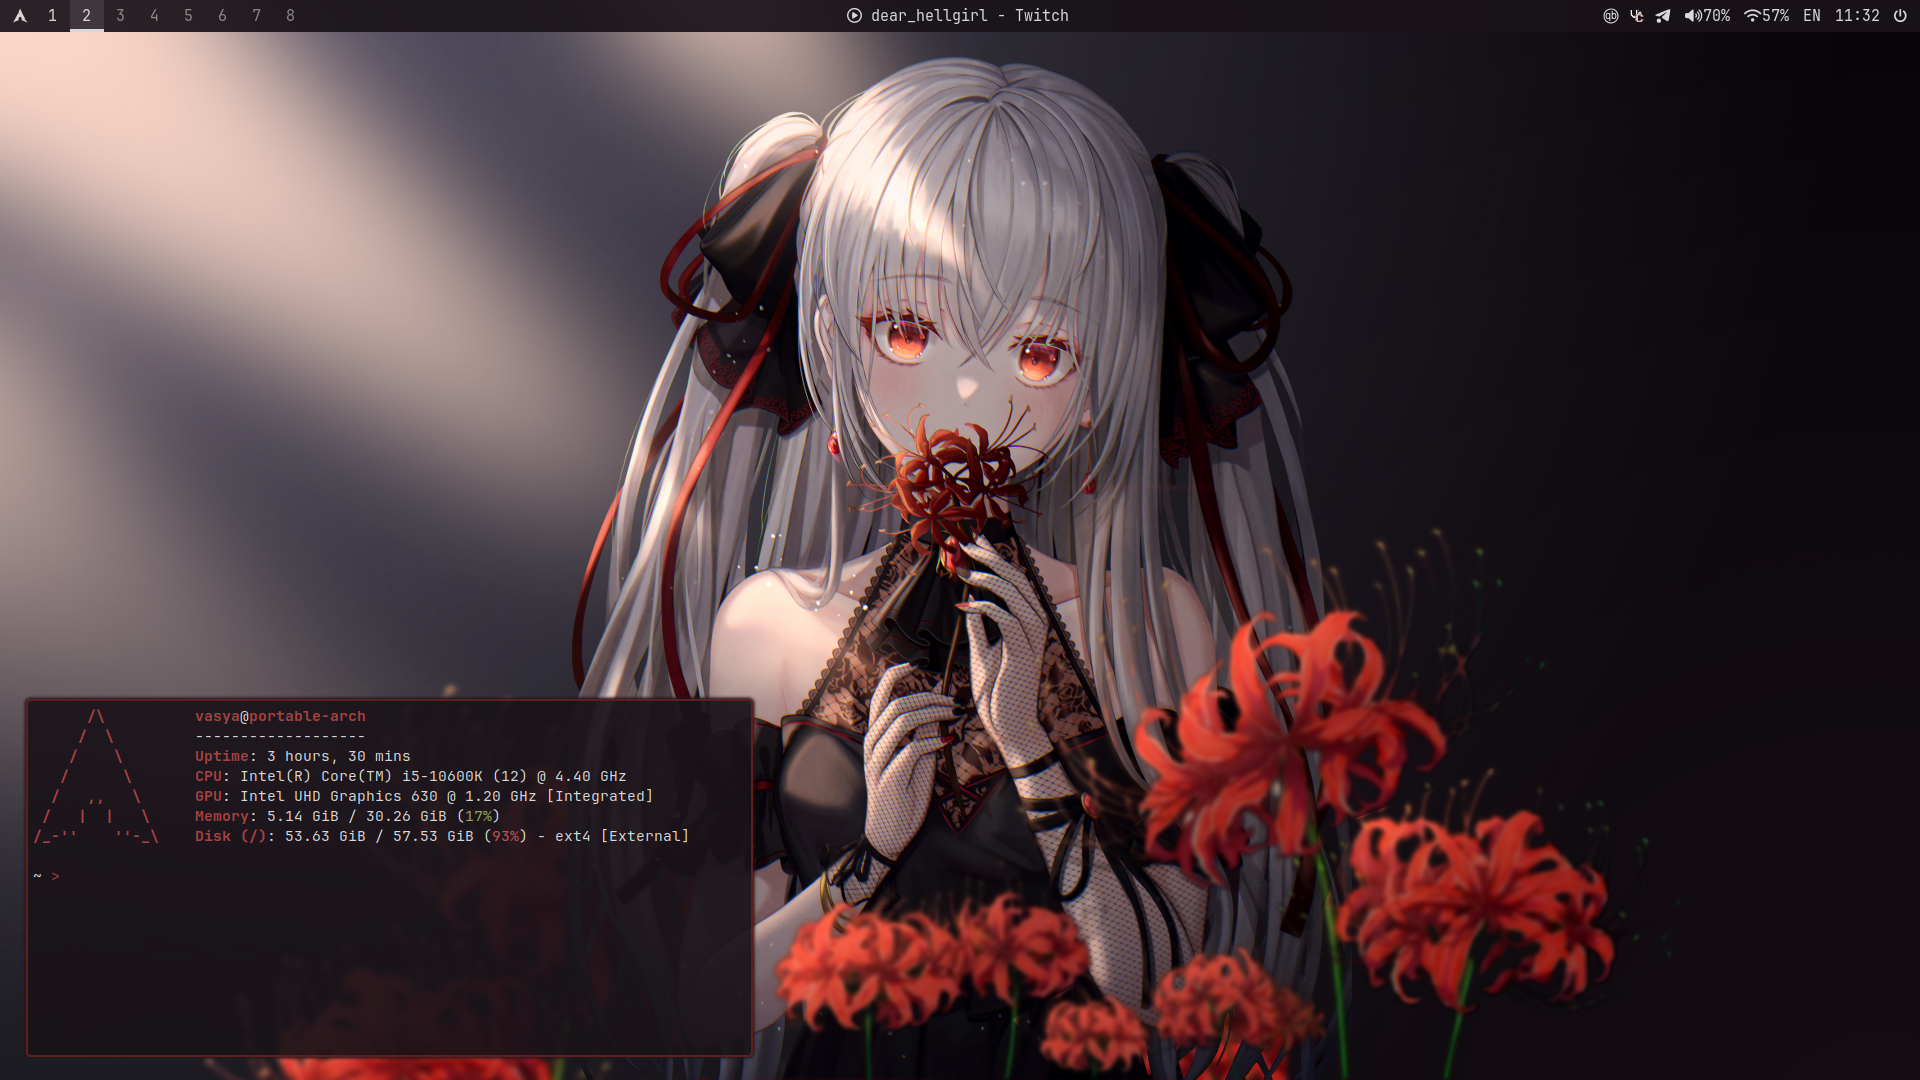 1 2 3 4 5 6 7 8
dear_hellgirl - Twitch
70% 57% EN 11:32
/\
/  \
/    \
/      \
/   ,,   \
/   |  |   \
/_-''    ''-_\
vasya@portable-arch
-------------------
Uptime: 3 hours, 30 mins
CPU: Intel(R) Core(TM) i5-10600K (12) @ 4.40 GHz
GPU: Intel UHD Graphics 630 @ 1.20 GHz [Integrated]
Memory: 5.14 GiB / 30.26 GiB (17%)
Disk (/): 53.63 GiB / 57.53 GiB (93%) - ext4 [External]
~ >